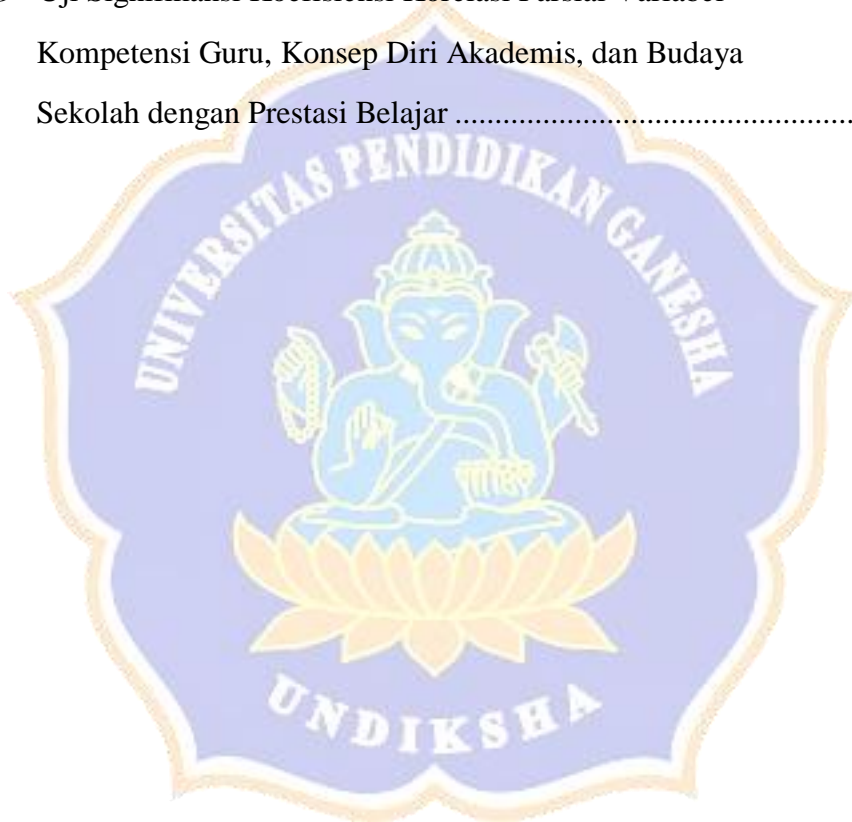 Kompetensi Guru, Konsep Diri Akademis, dan Budaya
Sekolah dengan Prestasi Belajar ..................................................
UNIVERSITAS PENDIDIKAN GANESHA
UNDIKSHA